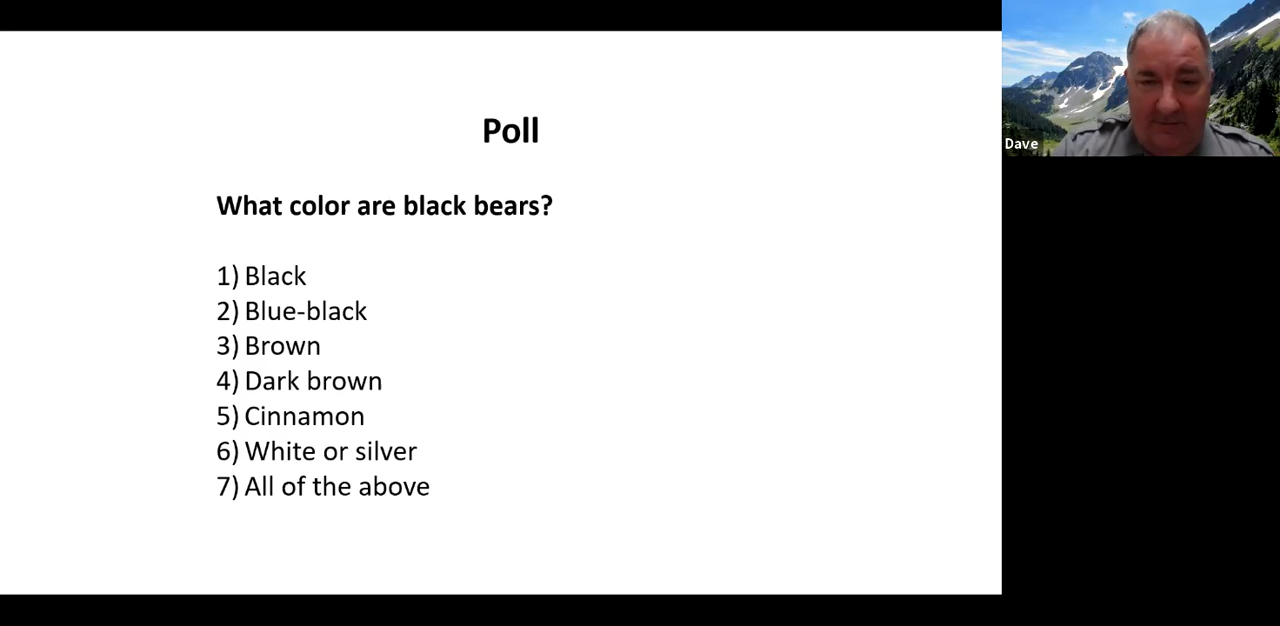 Poll
What color are black bears?
1) Black
2) Blue-black
3) Brown
4) Dark brown
5) Cinnamon
6) White or silver
7) All of the above
Dave